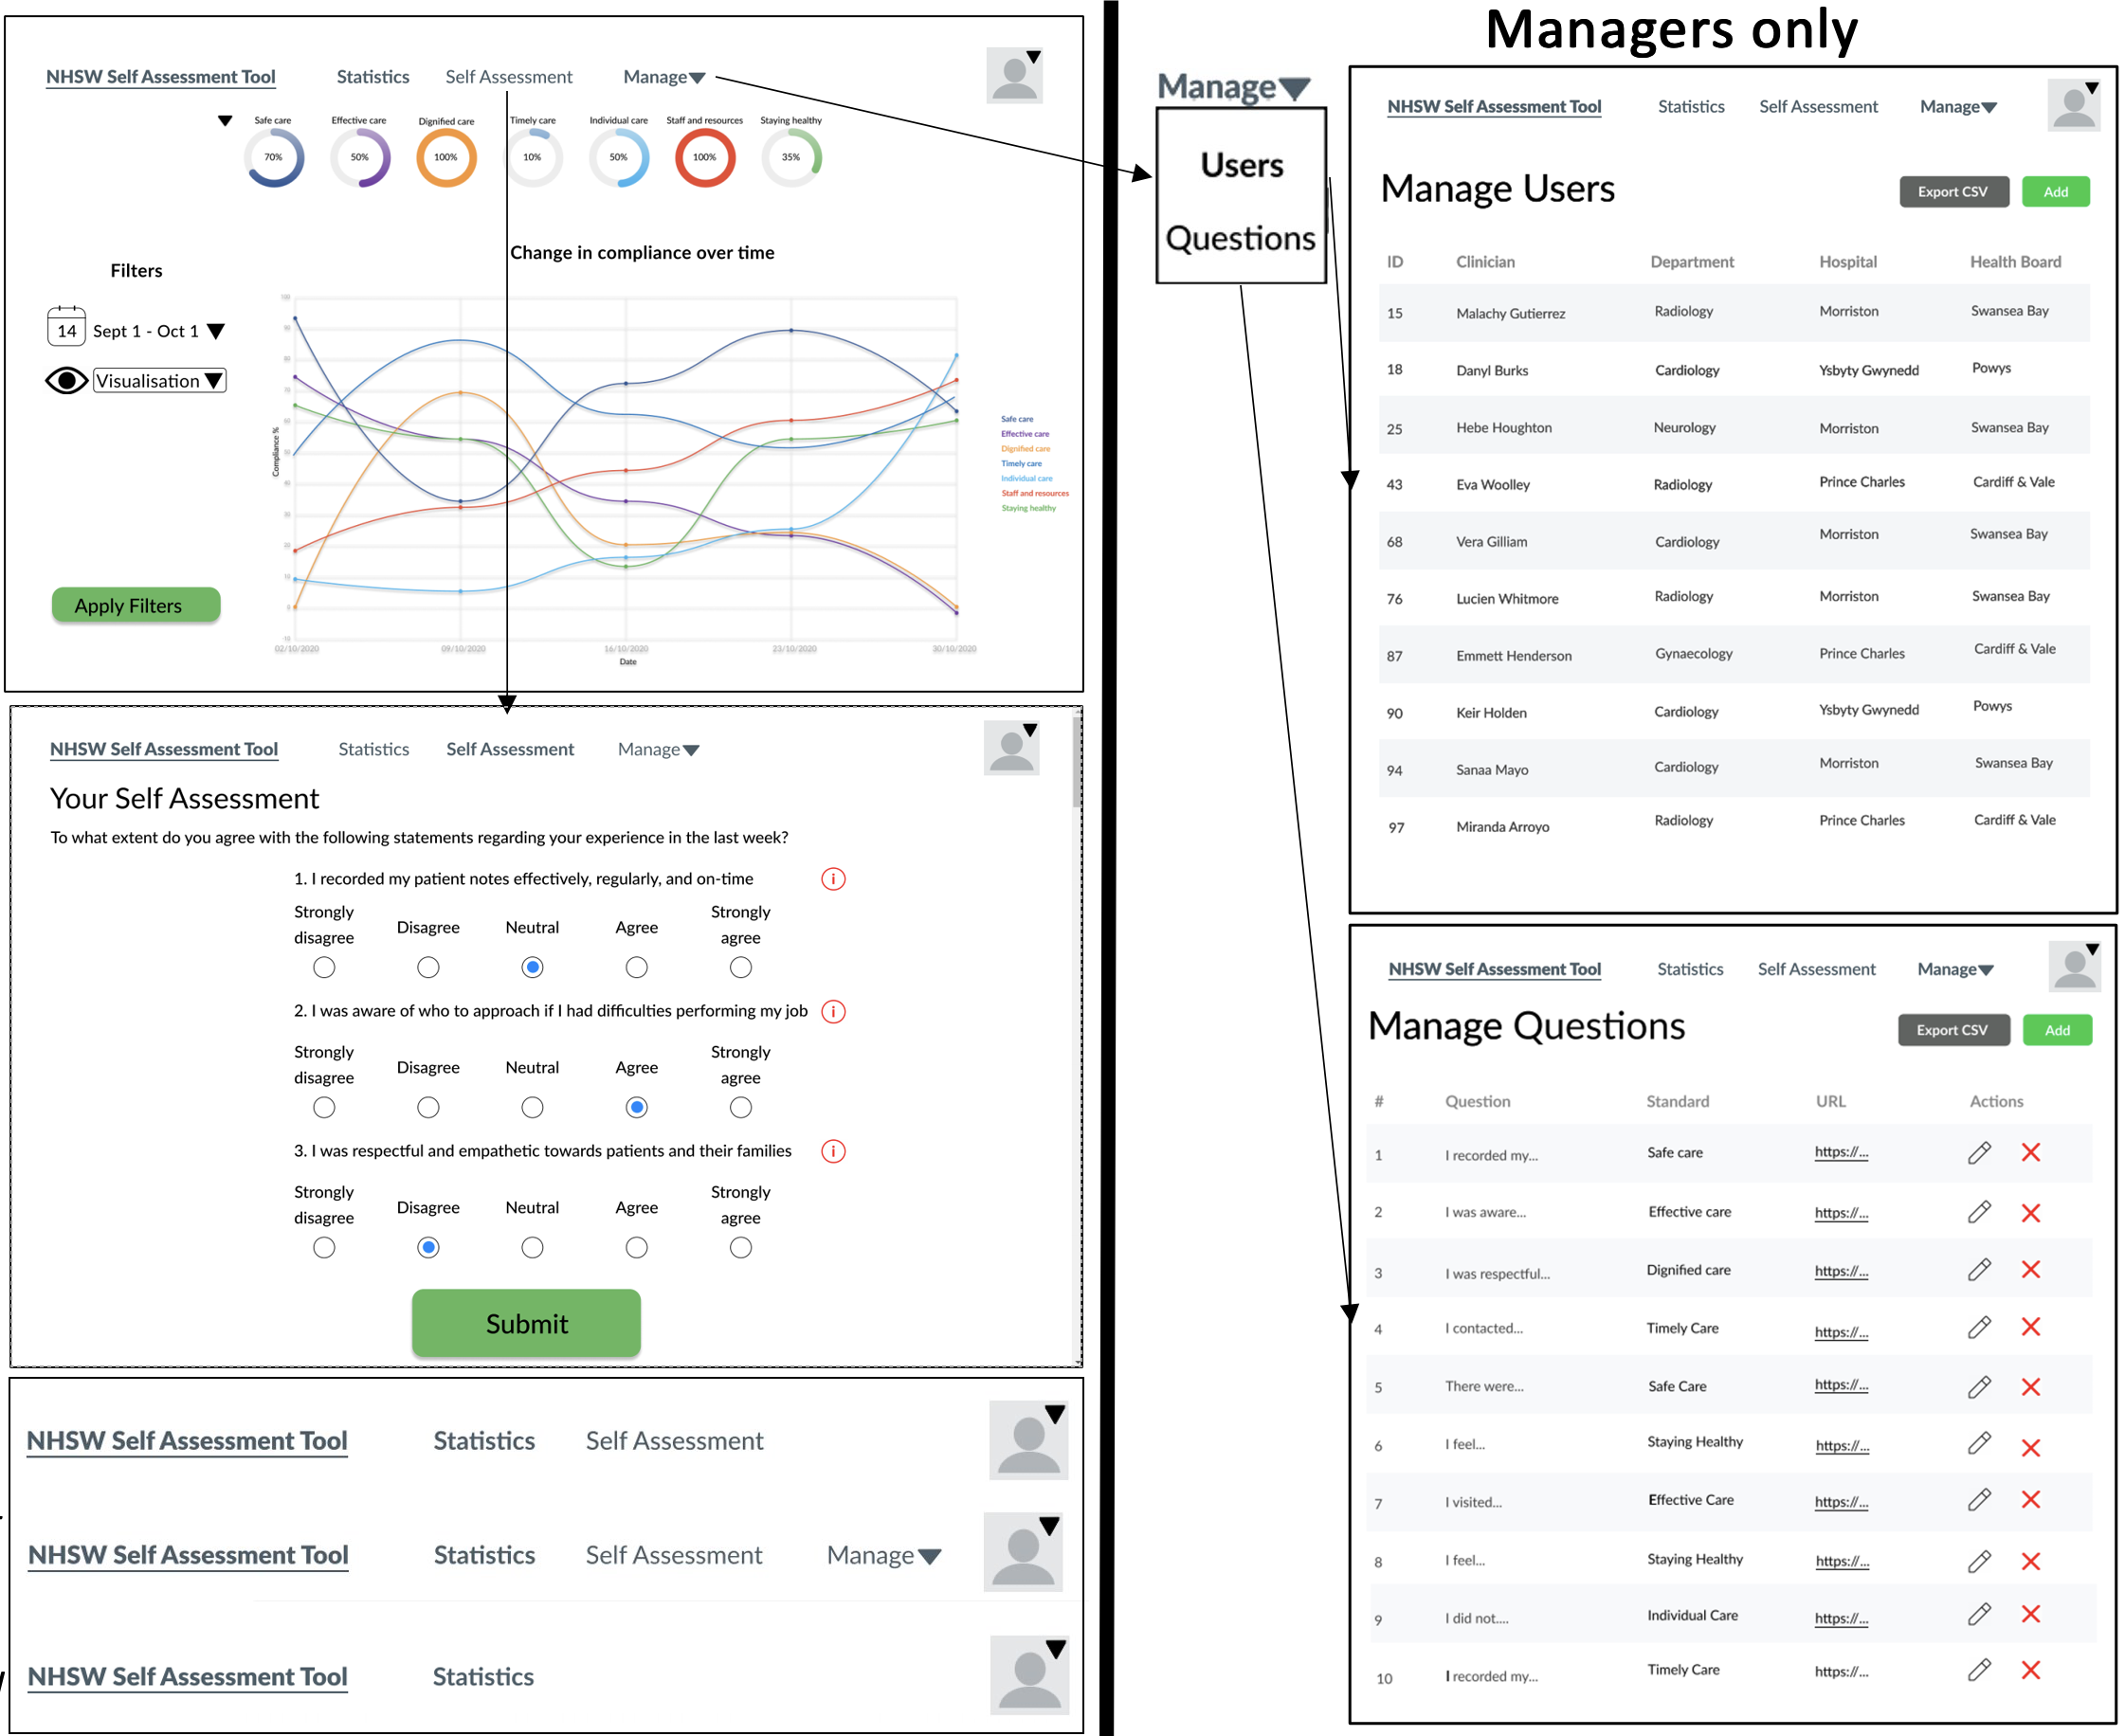 NHSW Self Assessment Tool Statistics Self Assessment Manage
Safe care Effective care Dignified care Timely care Individual care Staff and resources Staying healthy
70% 50% 100% 10% 50% 100% 35%
Change in compliance over time
Filters
14 Sept 1 - Oct 1
Visualisation
Apply Filters
Compliance %
100
90
80
70
60
50
40
30
20
10
0
-10
02/10/2020 09/10/2020 16/10/2020 23/10/2020 30/10/2020
Date
Safe care
Effective care
Dignified care
Timely care
Individual care
Staff and resources
Staying healthy
NHSW Self Assessment Tool Statistics Self Assessment Manage
Your Self Assessment
To what extent do you agree with the following statements regarding your experience in the last week?
1. I recorded my patient notes effectively, regularly, and on-time i
Strongly disagree Disagree Neutral Agree Strongly agree
2. I was aware of who to approach if I had difficulties performing my job i
Strongly disagree Disagree Neutral Agree Strongly agree
3. I was respectful and empathetic towards patients and their families i
Strongly disagree Disagree Neutral Agree Strongly agree
Submit
NHSW Self Assessment Tool Statistics Self Assessment
NHSW Self Assessment Tool Statistics Self Assessment Manage
NHSW Self Assessment Tool Statistics
Managers only
Manage
Users
Questions
NHSW Self Assessment Tool Statistics Self Assessment Manage
Manage Users Export CSV Add
ID Clinician Department Hospital Health Board
15 Malachy Gutierrez Radiology Morriston Swansea Bay
18 Danyl Burks Cardiology Ysbyty Gwynedd Powys
25 Hebe Houghton Neurology Morriston Swansea Bay
43 Eva Woolley Radiology Prince Charles Cardiff & Vale
68 Vera Gilliam Cardiology Morriston Swansea Bay
76 Lucien Whitmore Radiology Morriston Swansea Bay
87 Emmett Henderson Gynaecology Prince Charles Cardiff & Vale
90 Keir Holden Cardiology Ysbyty Gwynedd Powys
94 Sanaa Mayo Cardiology Morriston Swansea Bay
97 Miranda Arroyo Radiology Prince Charles Cardiff & Vale
NHSW Self Assessment Tool Statistics Self Assessment Manage
Manage Questions Export CSV Add
# Question Standard URL Actions
1 I recorded my... Safe care https://...
2 I was aware... Effective care https://...
3 I was respectful... Dignified care https://...
4 I contacted... Timely Care https://...
5 There were... Safe Care https://...
6 I feel... Staying Healthy https://...
7 I visited... Effective Care https://...
8 I feel... Staying Healthy https://...
9 I did not.... Individual Care https://...
10 I recorded my... Timely Care https://...